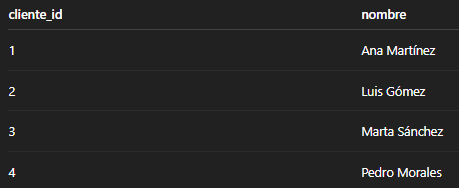 cliente_id nombre
1 Ana Martínez
2 Luis Gómez
3 Marta Sánchez
4 Pedro Morales